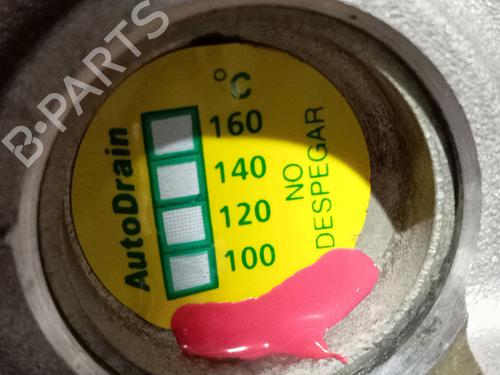 °C
160
140
120
100
AutoDrain
NO
DESPEGAR
B-PARTS